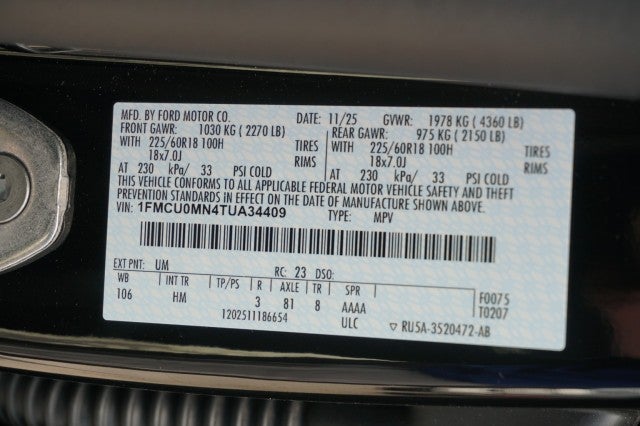 MFD. BY FORD MOTOR CO. DATE: 11/25 GVWR: 1978 KG ( 4360 LB)
FRONT GAWR: 1030 KG ( 2270 LB) REAR GAWR: 975 KG ( 2150 LB)
WITH 225/60R18 100H TIRES WITH 225/60R18 100H TIRES
18x7.0J RIMS 18x7.0J RIMS
AT 230 kPa/ 33 PSI COLD AT 230 kPa/ 33 PSI COLD
THIS VEHICLE CONFORMS TO ALL APPLICABLE FEDERAL MOTOR VEHICLE SAFETY AND THEFT
PREVENTION STANDARDS IN EFFECT ON THE DATE OF MANUFACTURE SHOWN ABOVE.
VIN: 1FMCU0MN4TUA34409 TYPE: MPV
EXT PNT: UM RC: 23 DSO:
WB INT TR TP/PS R AXLE TR SPR F0075
106 HM 3 81 8 AAAA T0207
1202511186654 ULC ▽ RU5A-3520472-AB